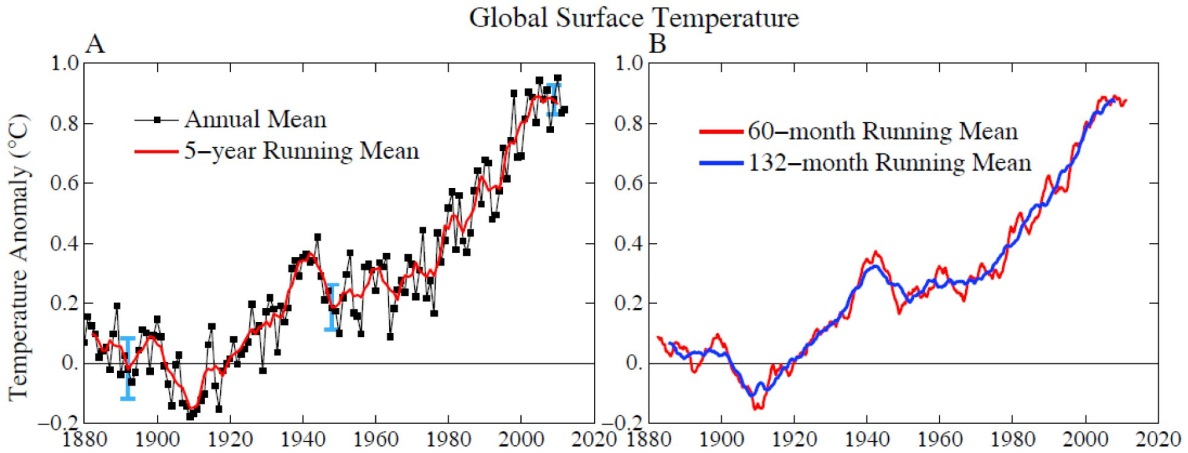 Global Surface Temperature
A
Annual Mean
5−year Running Mean
Temperature Anomaly (°C)
1.0
0.8
0.6
0.4
0.2
0.
−0.2
1880 1900 1920 1940 1960 1980 2000 2020
B
60−month Running Mean
132−month Running Mean
1.0
0.8
0.6
0.4
0.2
0.
−0.2
1880 1900 1920 1940 1960 1980 2000 2020